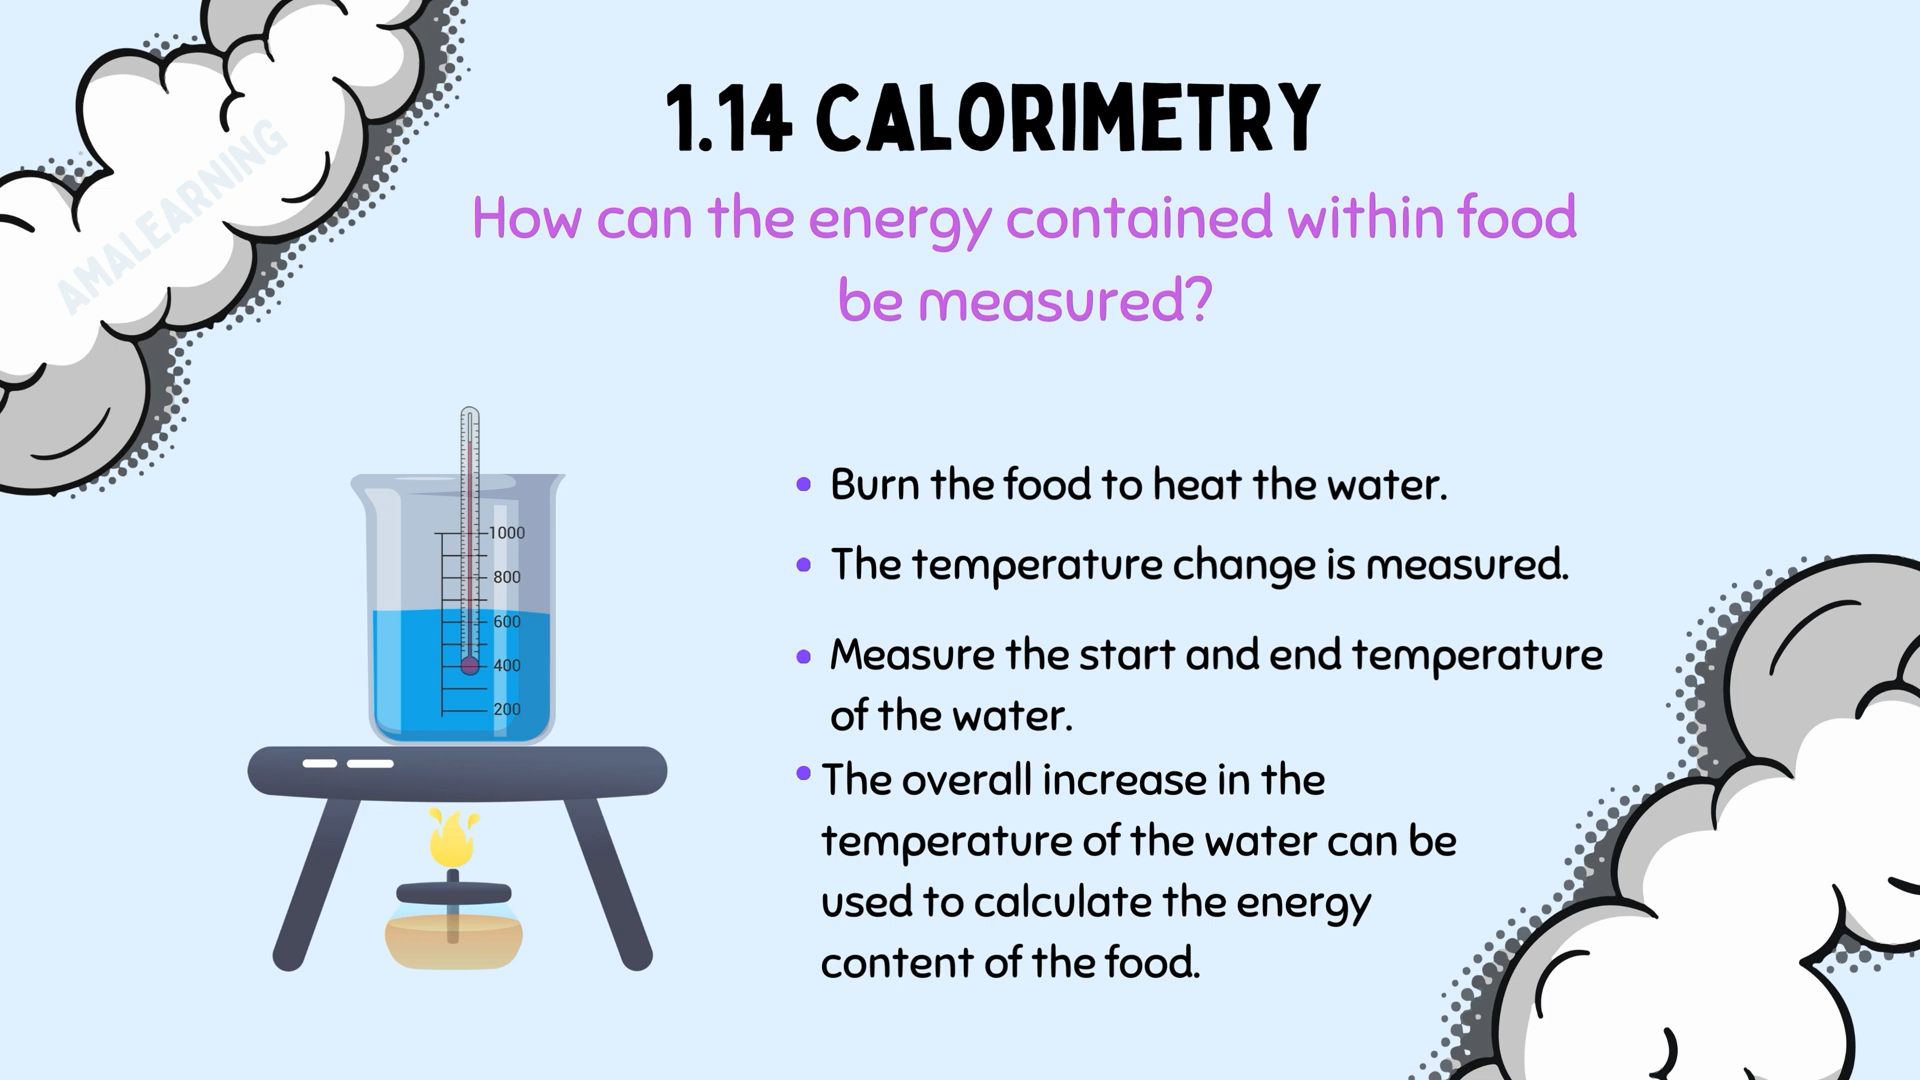 1.14 CALORIMETRY
How can the energy contained within food
be measured?
AMALEARNING
1000
800
600
400
200
• Burn the food to heat the water.
• The temperature change is measured.
• Measure the start and end temperature
of the water.
• The overall increase in the
temperature of the water can be
used to calculate the energy
content of the food.